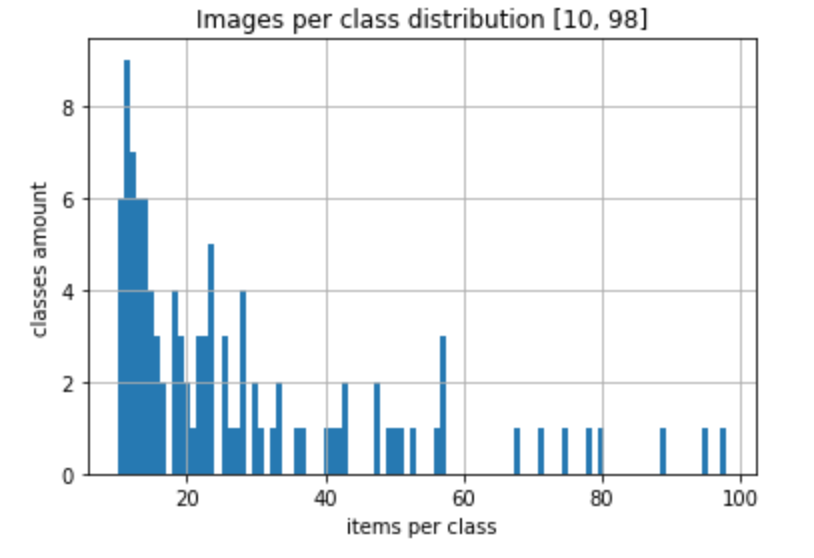 Images per class distribution [10, 98]
8
6
4
2
0
classes amount
20 40 60 80 100
items per class